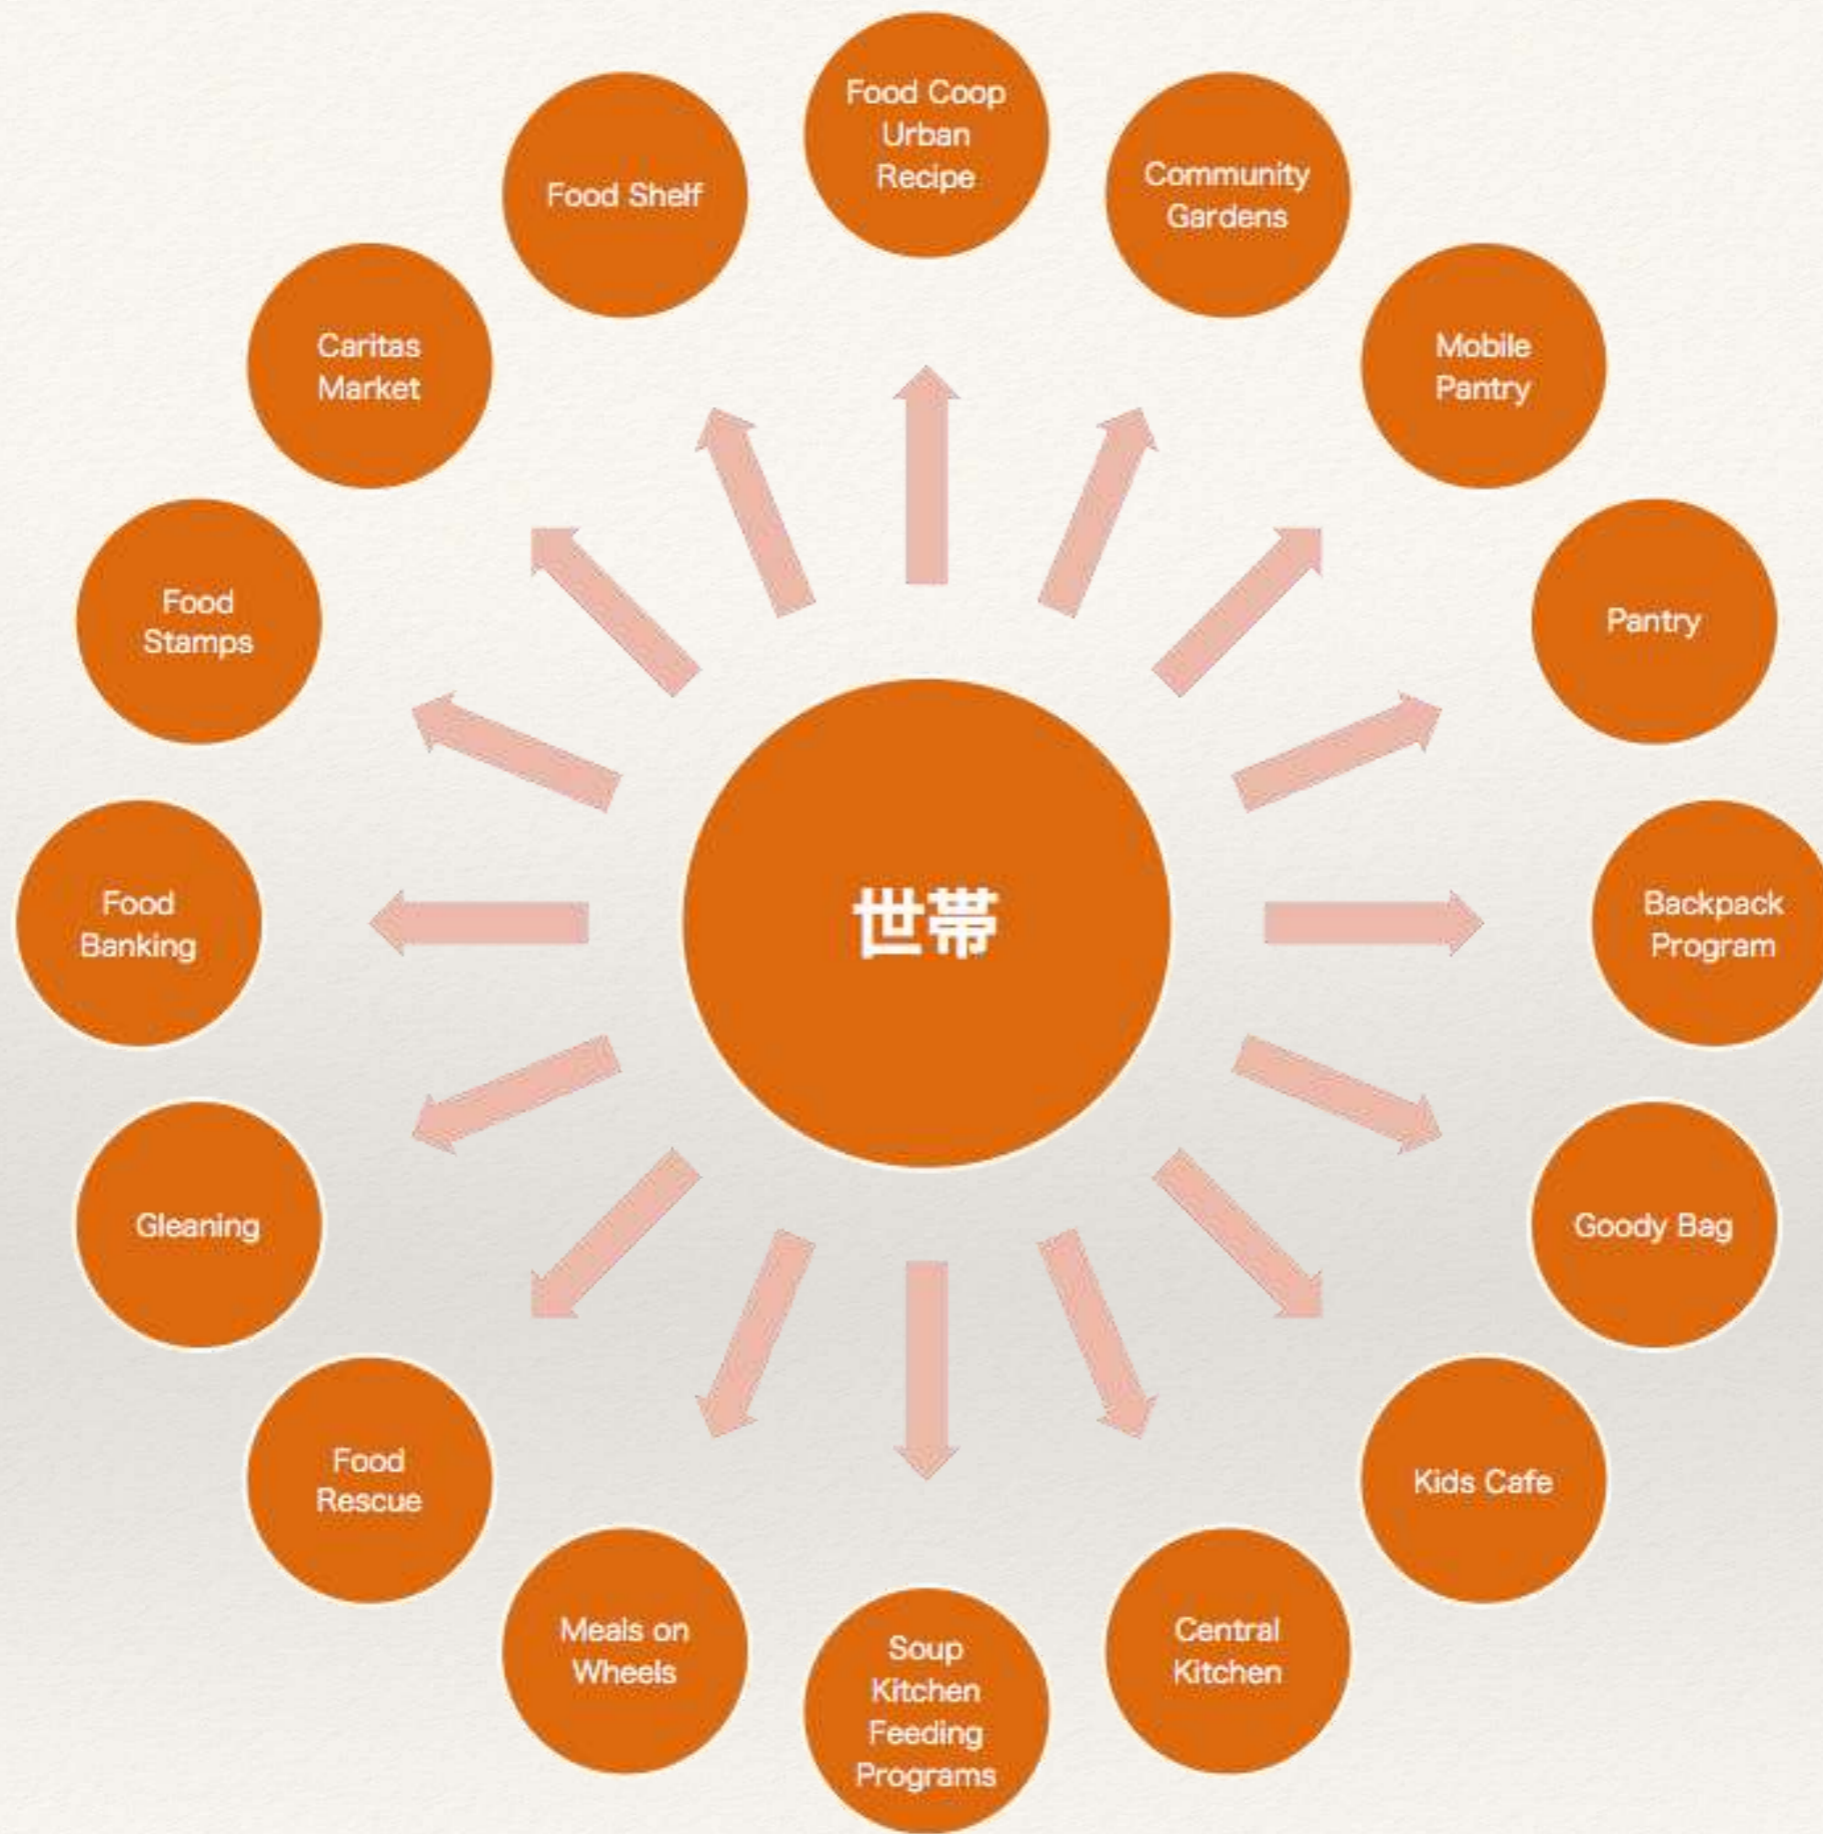 Food Coop
Urban
Recipe
Community
Gardens
Mobile
Pantry
Pantry
Backpack
Program
Goody Bag
Kids Cafe
Central
Kitchen
Soup
Kitchen
Feeding
Programs
Meals on
Wheels
Food
Rescue
Gleaning
Food
Banking
Food
Stamps
Caritas
Market
Food Shelf
世帯